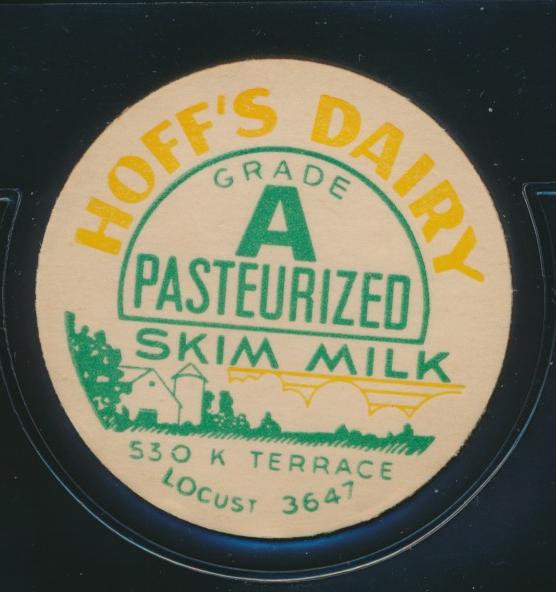 HOFF'S DAIRY
GRADE
A
PASTEURIZED
SKIM MILK
530 K TERRACE
LOCUST 3647